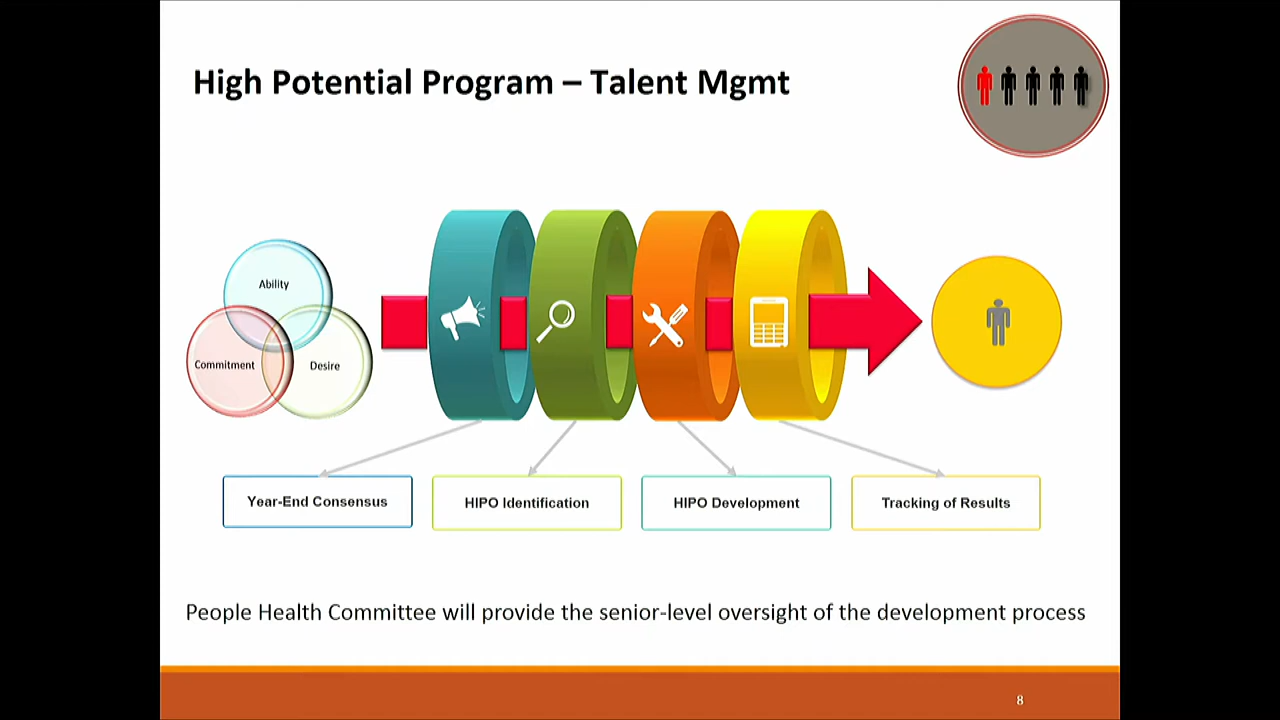 High Potential Program – Talent Mgmt
Ability
Commitment
Desire
Year-End Consensus
HIPO Identification
HIPO Development
Tracking of Results
People Health Committee will provide the senior-level oversight of the development process
8